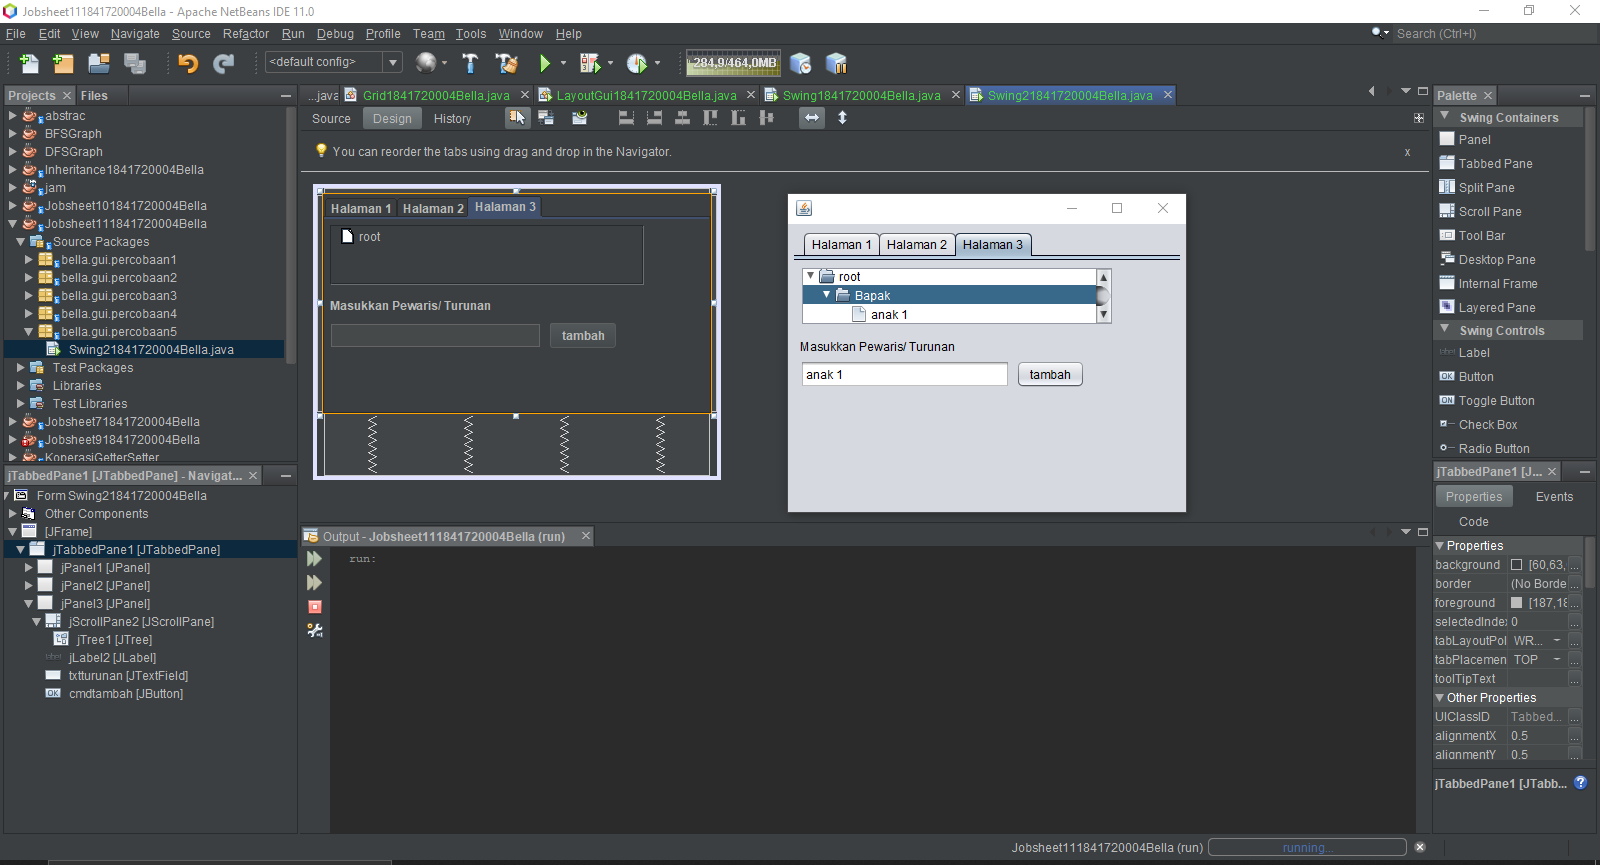 Jobsheet111841720004Bella - Apache NetBeans IDE 11.0
File Edit View Navigate Source Refactor Run Debug Profile Team Tools Window Help
Search (Ctrl+I)
<default config>
284,9/464,0MB
Projects
Files
abstrac
BFSGraph
DFSGraph
Inheritance1841720004Bella
jam
Jobsheet101841720004Bella
Jobsheet111841720004Bella
Source Packages
bella.gui.percobaan1
bella.gui.percobaan2
bella.gui.percobaan3
bella.gui.percobaan4
bella.gui.percobaan5
Swing21841720004Bella.java
Test Packages
Libraries
Test Libraries
Jobsheet71841720004Bella
Jobsheet91841720004Bella
KoperasiGetterSetter
jTabbedPane1 [JTabbedPane] - Navigat...
Form Swing21841720004Bella
Other Components
[JFrame]
jTabbedPane1 [JTabbedPane]
jPanel1 [JPanel]
jPanel2 [JPanel]
jPanel3 [JPanel]
jScrollPane2 [JScrollPane]
jTree1 [JTree]
label jLabel2 [JLabel]
txtturunan [JTextField]
OK cmdtambah [JButton]
...java Grid1841720004Bella.java LayoutGui1841720004Bella.java Swing1841720004Bella.java Swing21841720004Bella.java
Source Design History
You can reorder the tabs using drag and drop in the Navigator.
x
Halaman 1 Halaman 2 Halaman 3
root
Masukkan Pewaris/ Turunan
tambah
Halaman 1 Halaman 2 Halaman 3
root
Bapak
anak 1
Masukkan Pewaris/ Turunan
anak 1
tambah
Output - Jobsheet111841720004Bella (run)
run:
Palette
Swing Containers
Panel
Tabbed Pane
Split Pane
Scroll Pane
Tool Bar
Desktop Pane
Internal Frame
Layered Pane
Swing Controls
label Label
OK Button
ON Toggle Button
Check Box
Radio Button
jTabbedPane1 [J...
Properties Events
Code
Properties
background [60,63, ...
border (No Borde ...
foreground [187,18 ...
selectedIndex 0 ...
tabLayoutPol WR... ...
tabPlacemen TOP ...
toolTipText ...
Other Properties
UIClassID Tabbed... ...
alignmentX 0.5 ...
alignmentY 0.5 ...
jTabbedPane1 [JTabb...
Jobsheet111841720004Bella (run)
running...